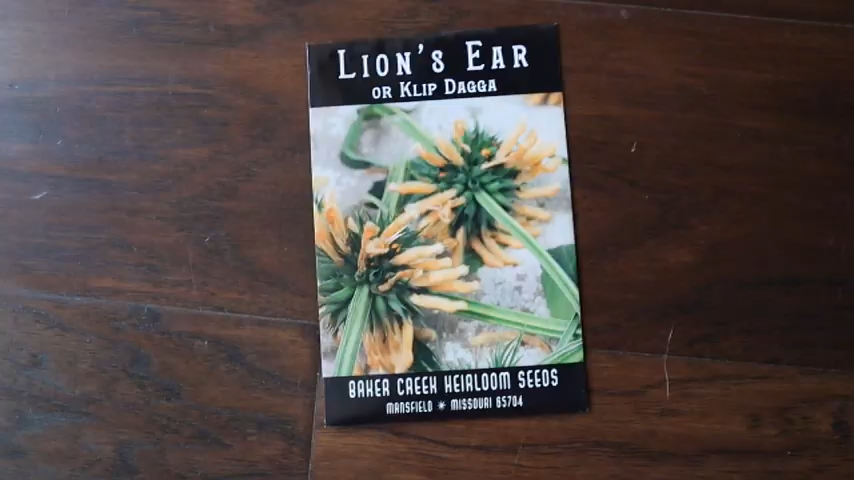 Lion's Ear
or Klip Dagga
Baker Creek Heirloom Seeds
Mansfield * Missouri 65704